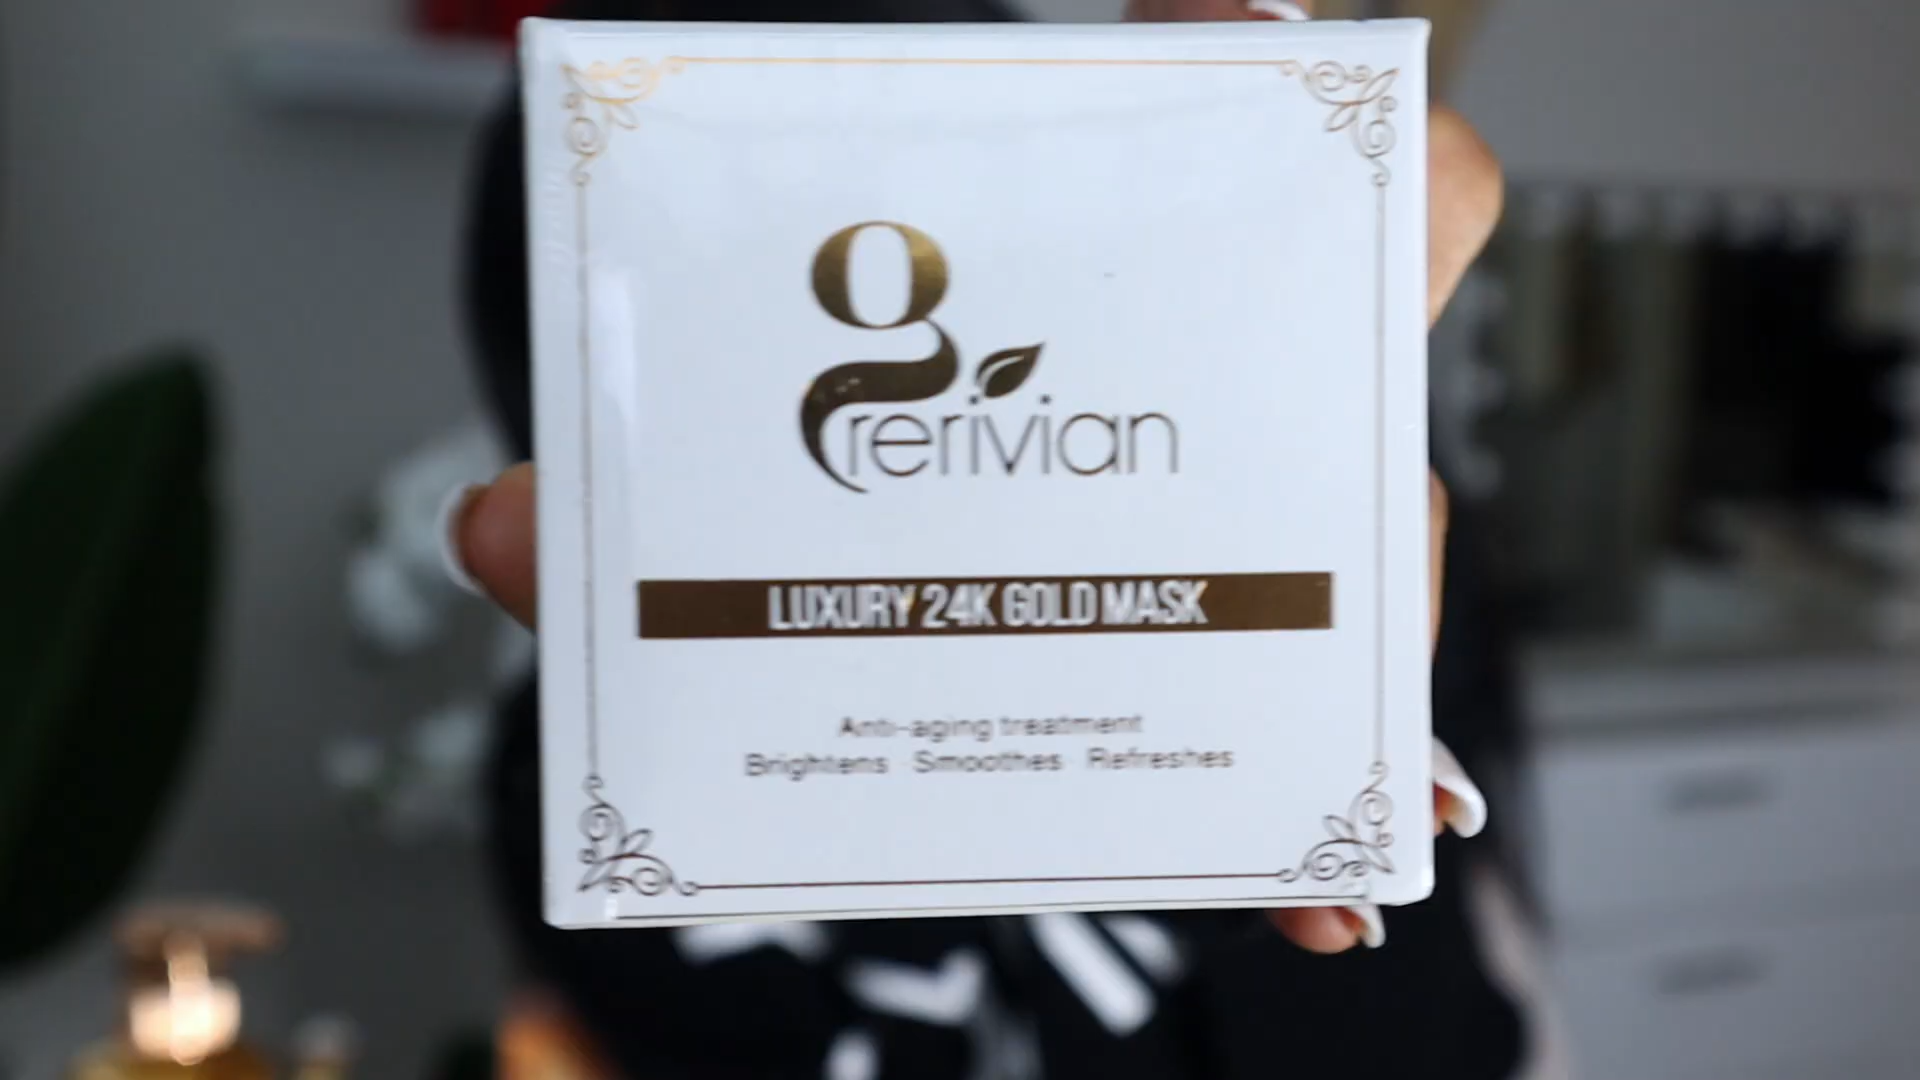 grerivian
LUXURY 24K GOLD MASK
Anti-aging treatment
Brightens Smoothes Refreshes